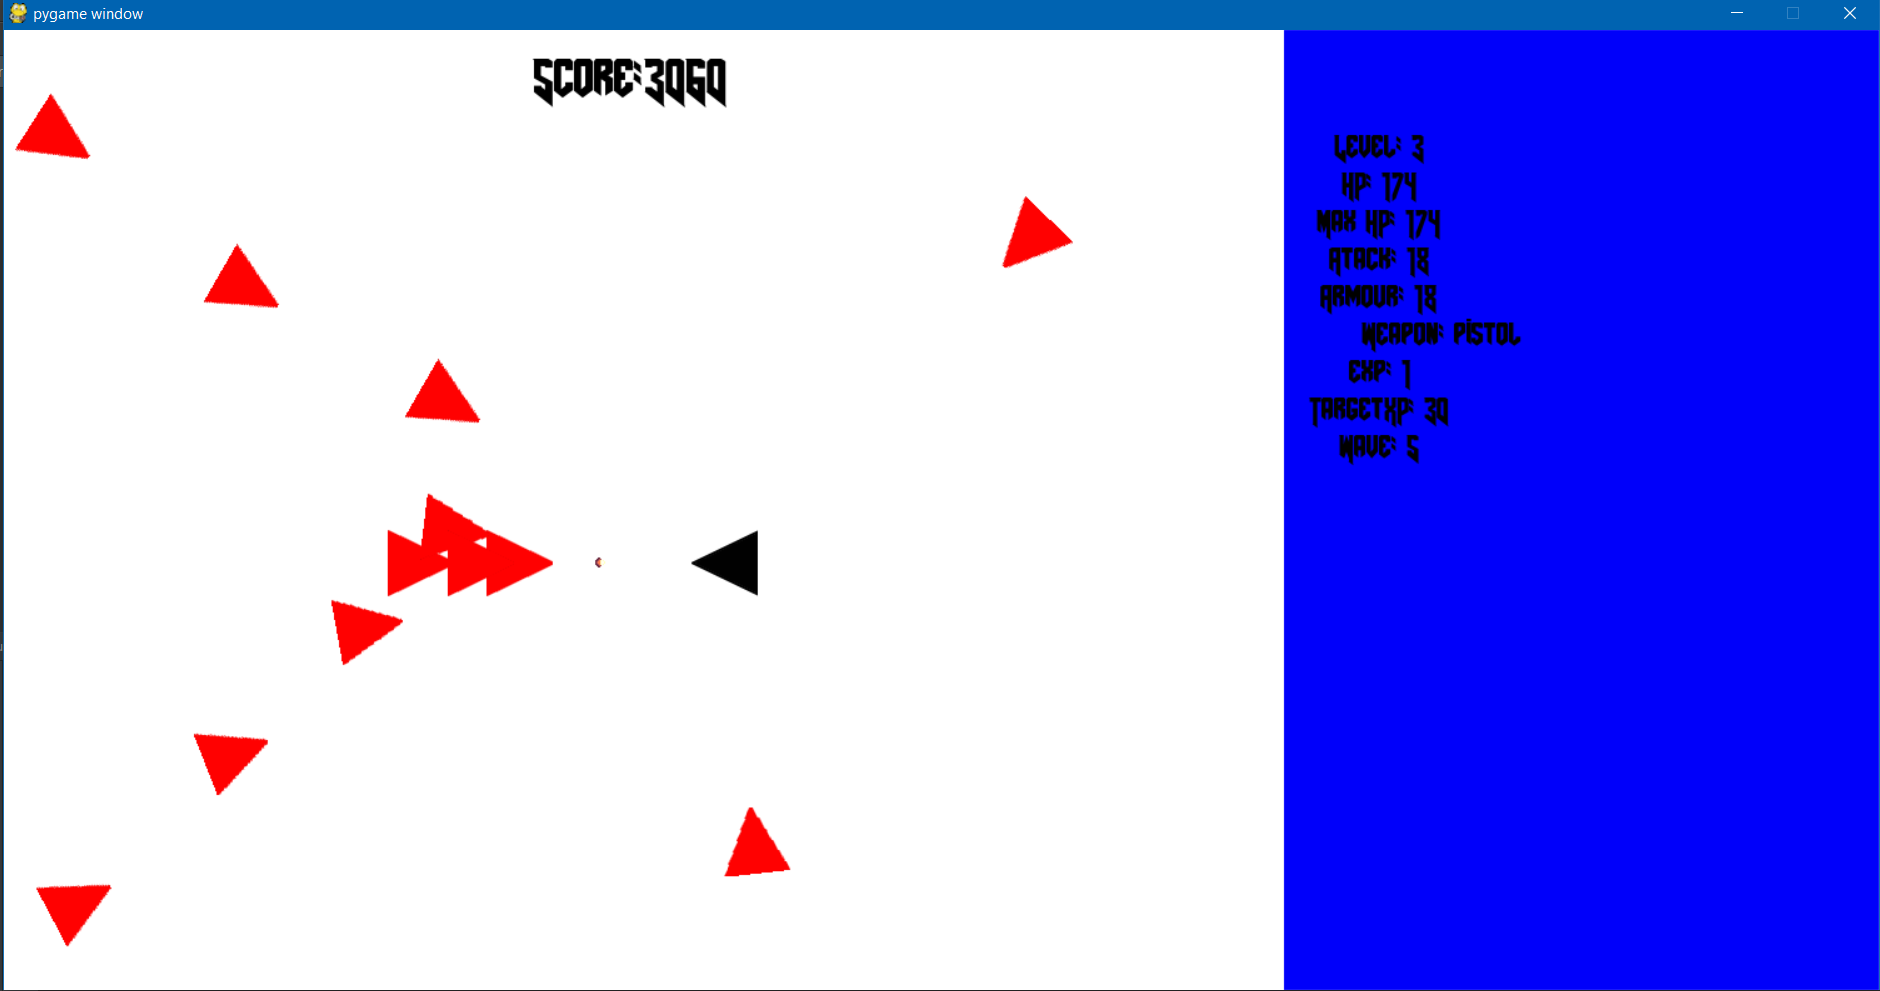 pygame window
SCORE:3060
LEVEL: 3
HP: 174
MAX HP: 174
ATACK: 18
ARMOUR: 18
WEAPON: PISTOL
EXP: 1
TARGETXP: 30
WAVE: 5